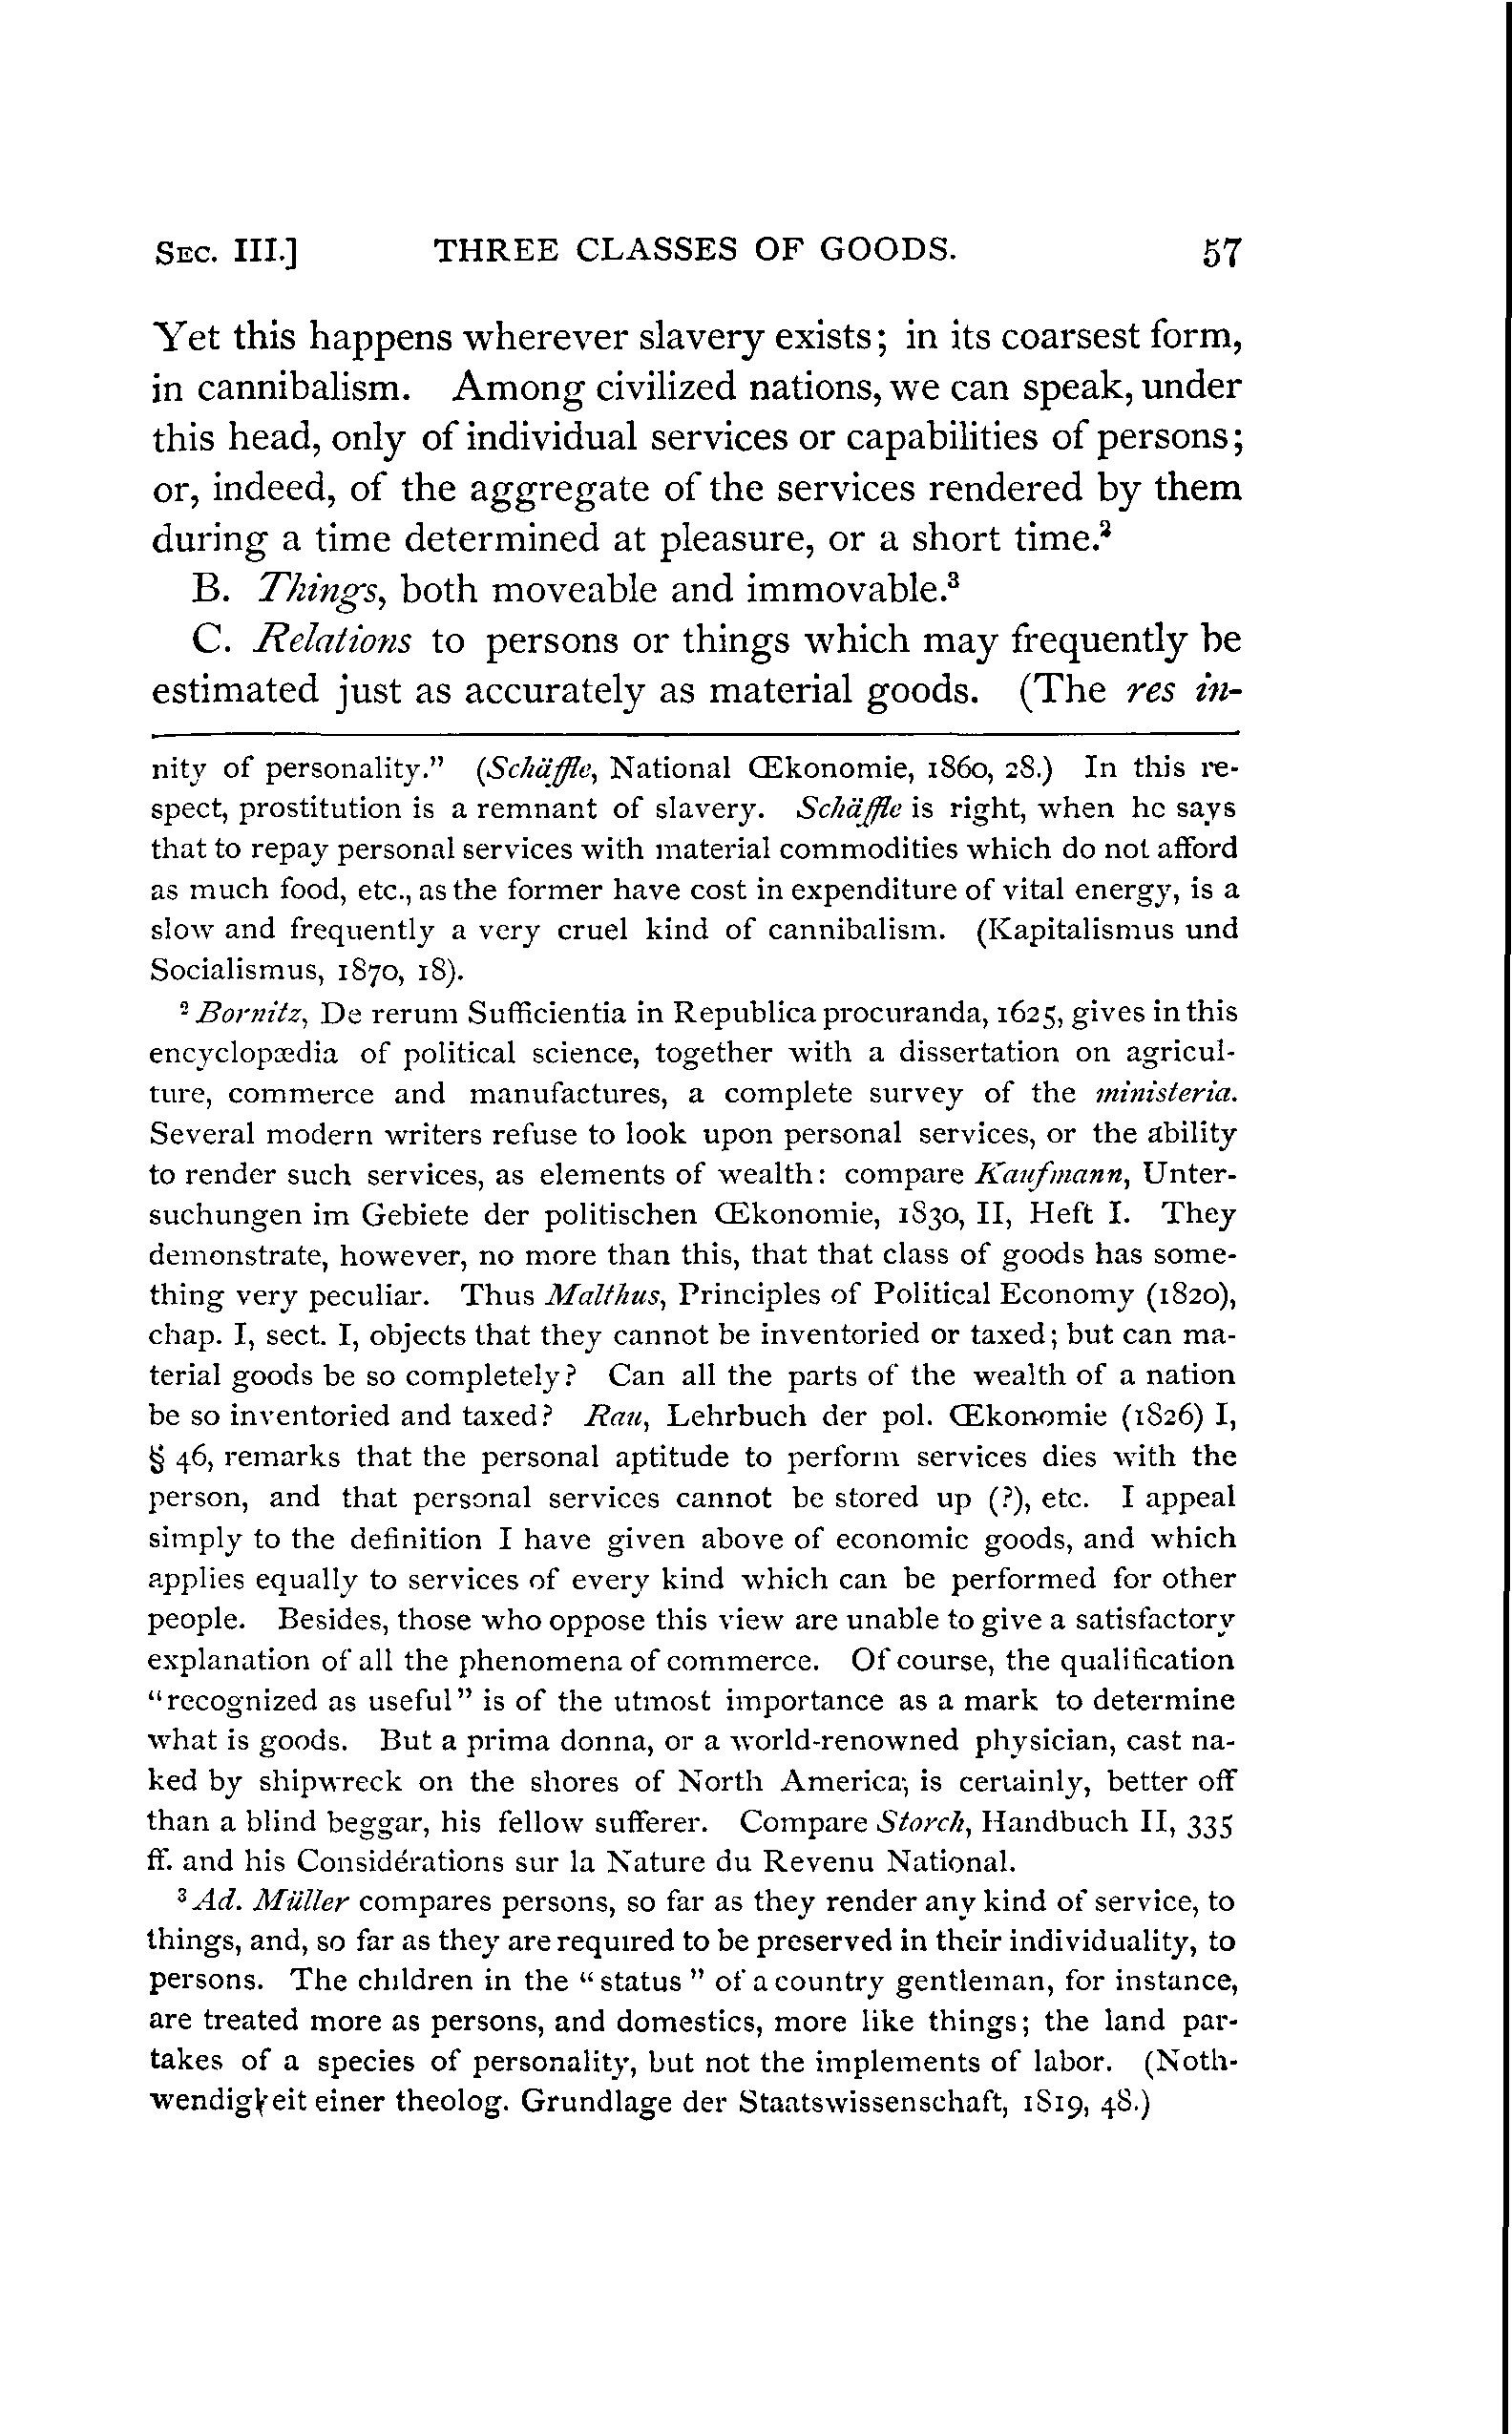 SEC. III.] THREE CLASSES OF GOODS. 57
Yet this happens wherever slavery exists; in its coarsest form,
in cannibalism. Among civilized nations, we can speak, under
this head, only of individual services or capabilities of persons;
or, indeed, of the aggregate of the services rendered by them
during a time determined at pleasure, or a short time.²
B. Things, both moveable and immovable.³
C. Relations to persons or things which may frequently be
estimated just as accurately as material goods. (The res in-
nity of personality." (Schäffle, National Œkonomie, 1860, 28.) In this re-
spect, prostitution is a remnant of slavery. Schäffle is right, when he says
that to repay personal services with material commodities which do not afford
as much food, etc., as the former have cost in expenditure of vital energy, is a
slow and frequently a very cruel kind of cannibalism. (Kapitalismus und
Socialismus, 1870, 18).
² Bornitz, De rerum Sufficientia in Republica procuranda, 1625, gives in this
encyclopædia of political science, together with a dissertation on agricul-
ture, commerce and manufactures, a complete survey of the ministeria.
Several modern writers refuse to look upon personal services, or the ability
to render such services, as elements of wealth: compare Kaufmann, Unter-
suchungen im Gebiete der politischen Œkonomie, 1830, II, Heft I. They
demonstrate, however, no more than this, that that class of goods has some-
thing very peculiar. Thus Malthus, Principles of Political Economy (1820),
chap. I, sect. I, objects that they cannot be inventoried or taxed; but can ma-
terial goods be so completely? Can all the parts of the wealth of a nation
be so inventoried and taxed? Rau, Lehrbuch der pol. Œkonomie (1826) I,
§ 46, remarks that the personal aptitude to perform services dies with the
person, and that personal services cannot be stored up (?), etc. I appeal
simply to the definition I have given above of economic goods, and which
applies equally to services of every kind which can be performed for other
people. Besides, those who oppose this view are unable to give a satisfactory
explanation of all the phenomena of commerce. Of course, the qualification
"recognized as useful" is of the utmost importance as a mark to determine
what is goods. But a prima donna, or a world-renowned physician, cast na-
ked by shipwreck on the shores of North America, is certainly, better off
than a blind beggar, his fellow sufferer. Compare Storch, Handbuch II, 335
ff. and his Considérations sur la Nature du Revenu National.
³ Ad. Müller compares persons, so far as they render any kind of service, to
things, and, so far as they are required to be preserved in their individuality, to
persons. The children in the "status" of a country gentleman, for instance,
are treated more as persons, and domestics, more like things; the land par-
takes of a species of personality, but not the implements of labor. (Noth-
wendigkeit einer theolog. Grundlage der Staatswissenschaft, 1819, 48.)